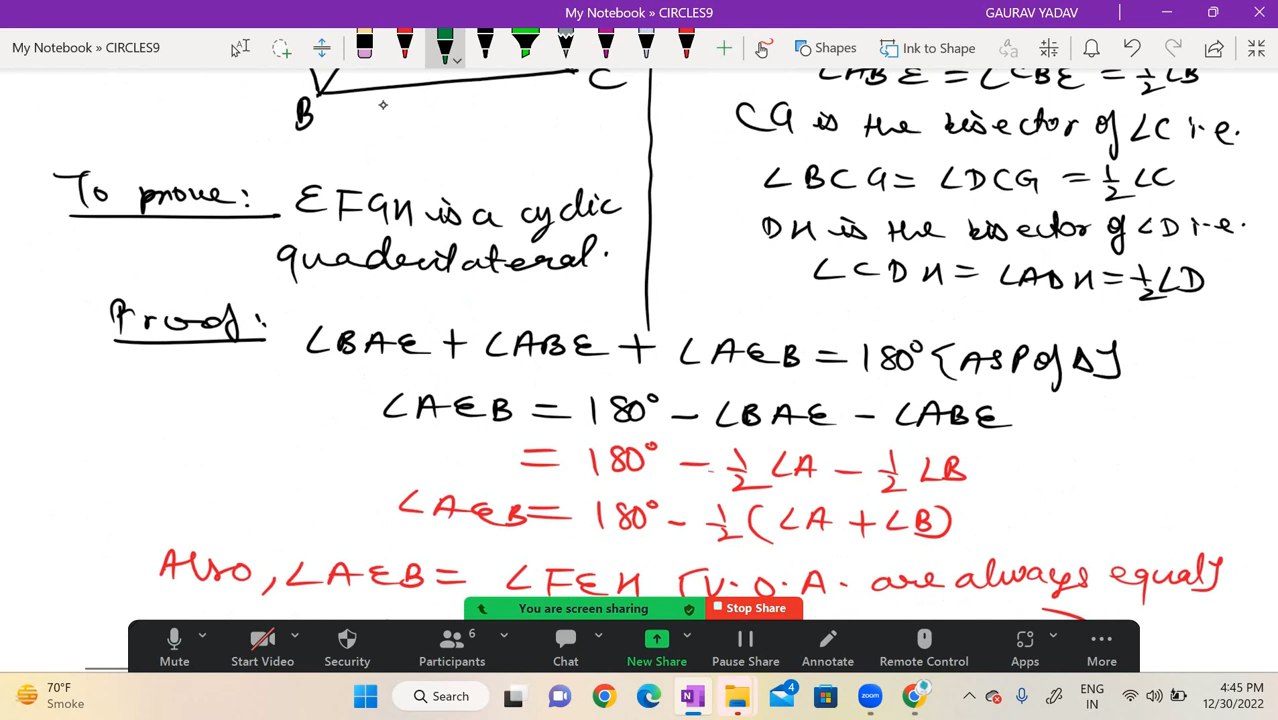 My Notebook » CIRCLES9
GAURAV YADAV
My Notebook » CIRCLES9
Shapes
Ink to Shape
B
C
∠ABE = ∠CBE = 1/2 ∠B
CG is the bisector of ∠C i.e.
∠BCG = ∠DCG = 1/2 ∠C
DH is the bisector of ∠D i-e.
∠CDH = ∠ADH = 1/2 ∠D
To prove: EFGH is a cyclic
quadrilateral.
Proof: ∠BAE + ∠ABE + ∠AEB = 180° {ASP of Δ}
∠AEB = 180° - ∠BAE - ∠ABE
= 180° - 1/2 ∠A - 1/2 ∠B
∠AEB = 180° - 1/2 (∠A + ∠B)
Also, ∠AEB = ∠FEH [V.O.A. are always equal]
You are screen sharing
Stop Share
Mute
Start Video
Security
6
Participants
Chat
New Share
Pause Share
Annotate
Remote Control
Apps
More
70°F
Smoke
Search
4
zoom
ENG
IN
4:45 PM
12/30/2022